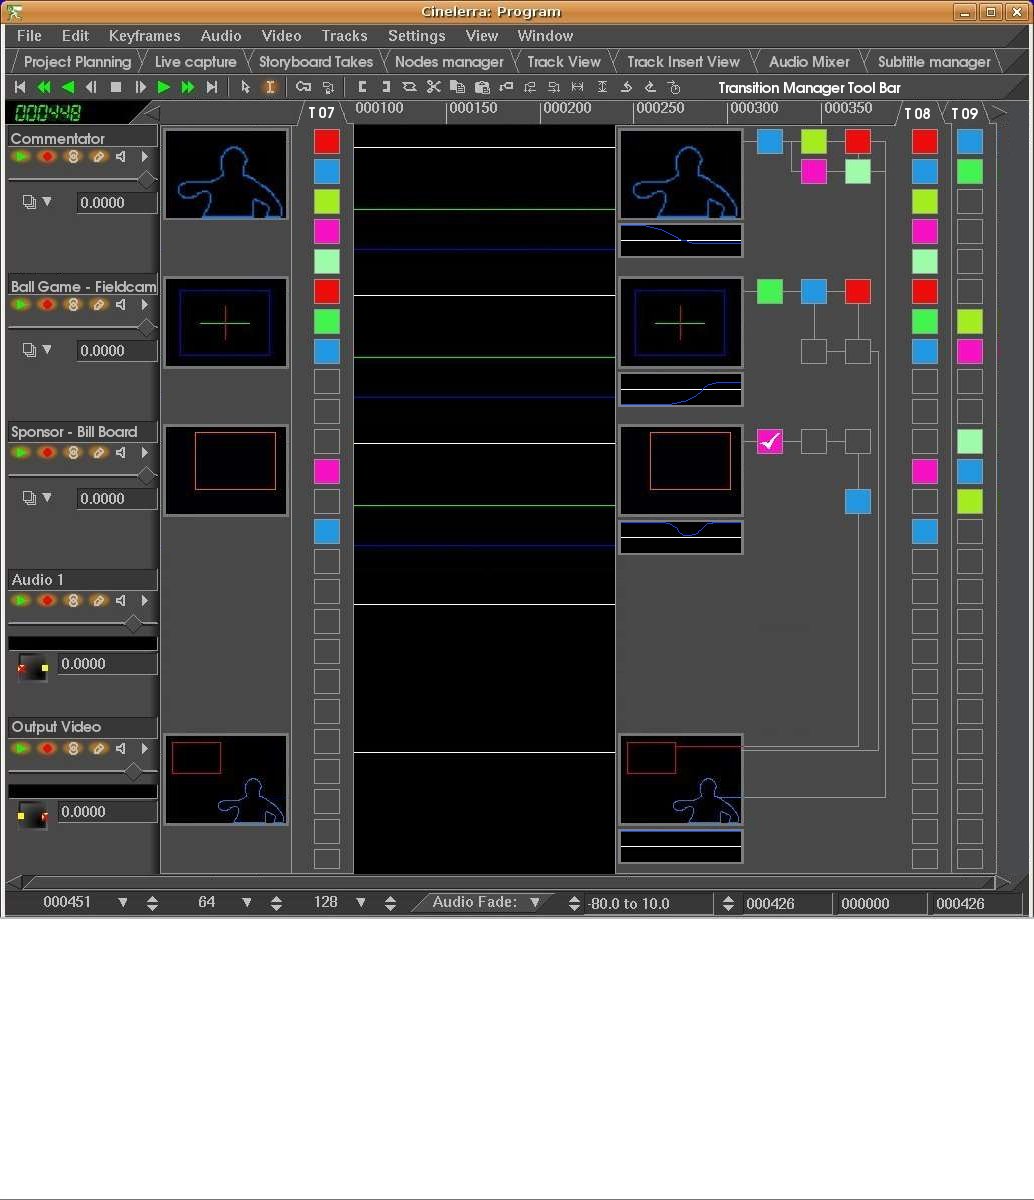 Cinelerra: Program
File Edit Keyframes Audio Video Tracks Settings View Window
Project Planning Live capture Storyboard Takes Nodes manager Track View Track Insert View Audio Mixer Subtitle manager
Transition Manager Tool Bar
000448 T 07 000100 000150 000200 000250 000300 000350 T 08 T 09
Commentator
0.0000
Ball Game - Fieldcam
0.0000
Sponsor - Bill Board
0.0000
Audio 1
0.0000
Output Video
0.0000
000451 64 128 Audio Fade: -80.0 to 10.0 000426 000000 000426